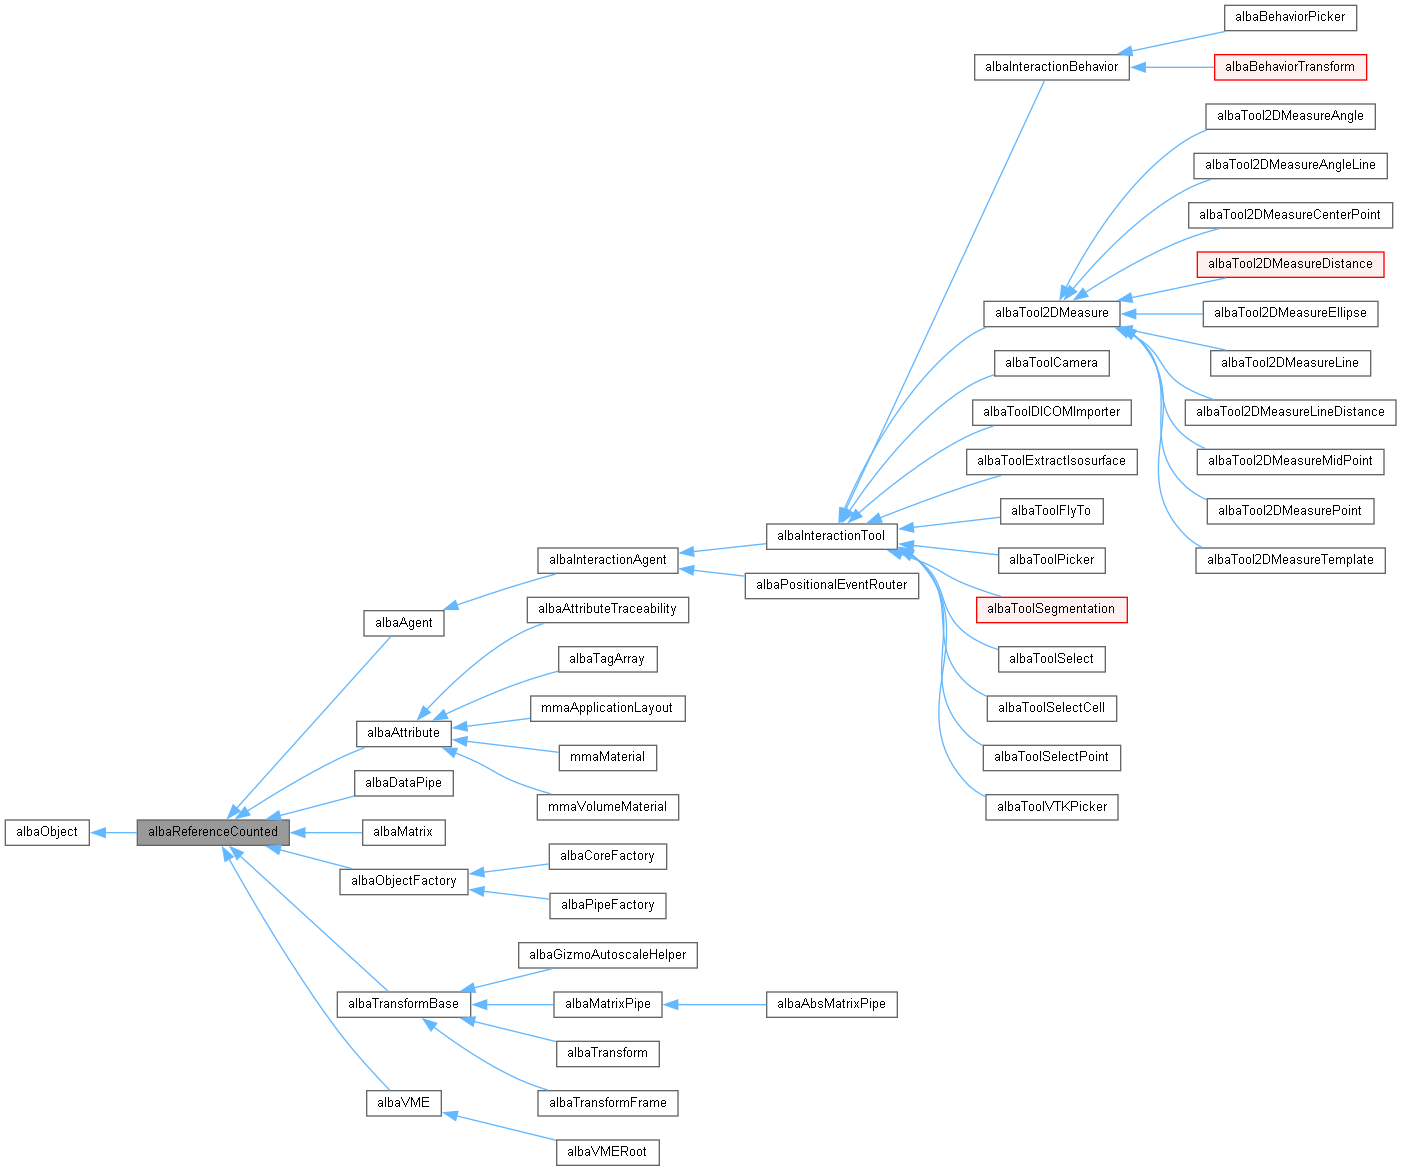 albaBehaviorPicker
albaInteractionBehavior
albaBehaviorTransform
albaTool2DMeasureAngle
albaTool2DMeasureAngleLine
albaTool2DMeasureCenterPoint
albaTool2DMeasureDistance
albaTool2DMeasure
albaTool2DMeasureEllipse
albaToolCamera
albaTool2DMeasureLine
albaToolDICOMImporter
albaTool2DMeasureLineDistance
albaToolExtractIsosurface
albaTool2DMeasureMidPoint
albaToolFlyTo
albaTool2DMeasurePoint
albaInteractionTool
albaInteractionAgent
albaToolPicker
albaTool2DMeasureTemplate
albaPositionalEventRouter
albaAttributeTraceability
albaToolSegmentation
albaAgent
albaTagArray
albaToolSelect
mmaApplicationLayout
albaToolSelectCell
albaAttribute
mmaMaterial
albaToolSelectPoint
albaDataPipe
mmaVolumeMaterial
albaToolVTKPicker
albaObject
albaReferenceCounted
albaMatrix
albaCoreFactory
albaObjectFactory
albaPipeFactory
albaGizmoAutoscaleHelper
albaTransformBase
albaMatrixPipe
albaAbsMatrixPipe
albaTransform
albaVME
albaTransformFrame
albaVMERoot